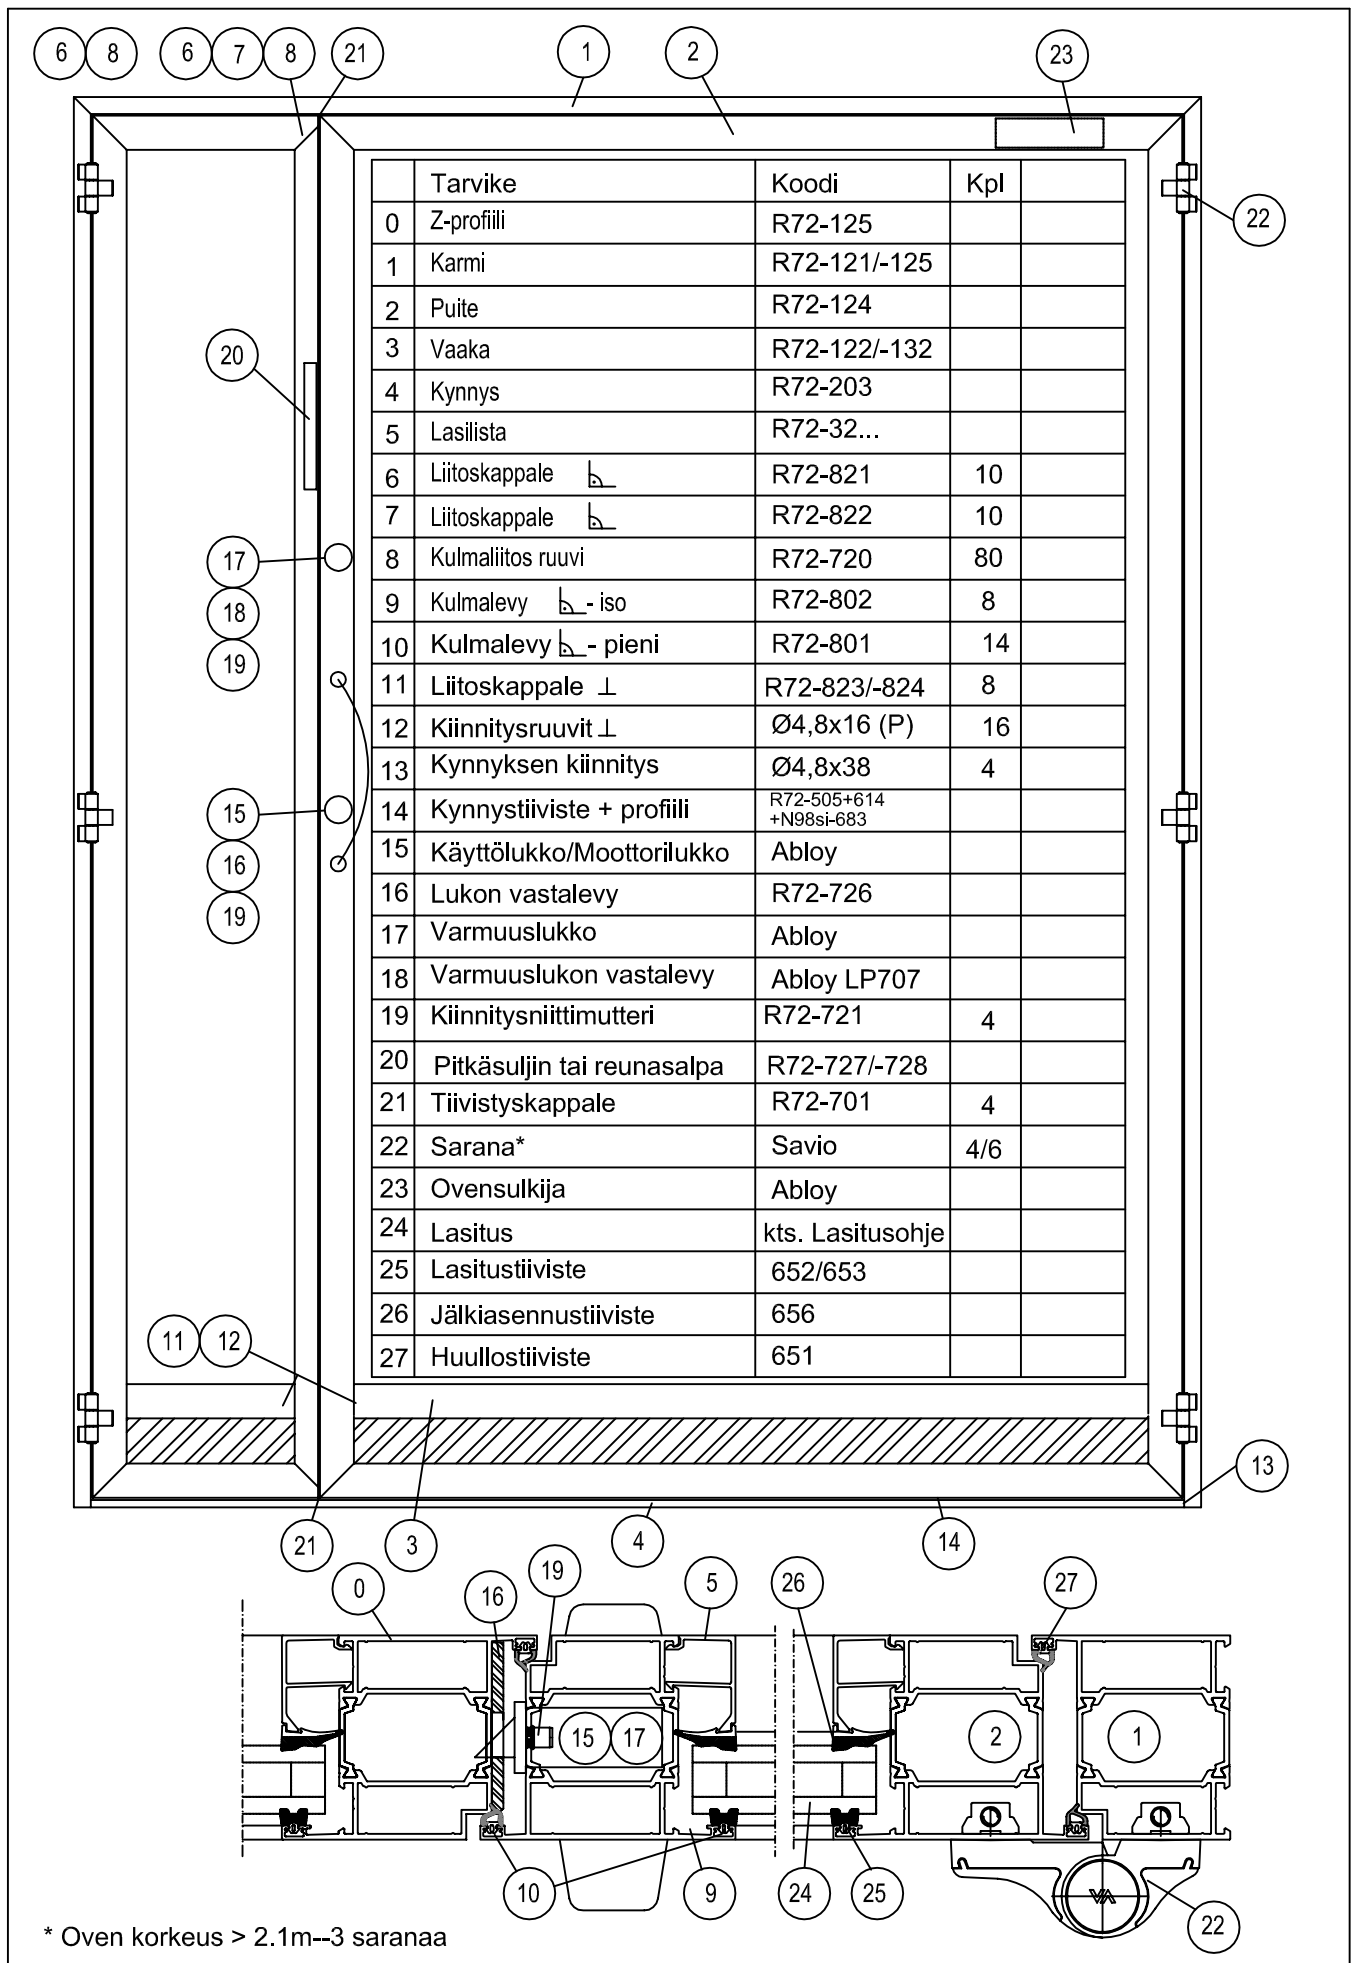 6 8 6 7 8 21 1 2 23
Tarvike Koodi Kpl
0 Z-profiili R72-125
22
1 Karmi R72-121/-125
2 Puite R72-124
3 Vaaka R72-122/-132
20
4 Kynnys R72-203
5 Lasilista R72-32...
6 Liitoskappale R72-821 10
7 Liitoskappale R72-822 10
8 Kulmaliitos ruuvi R72-720 80
17
9 Kulmalevy - iso R72-802 8
18
10 Kulmalevy - pieni R72-801 14
19
11 Liitoskappale ⊥ R72-823/-824 8
12 Kiinnitysruuvit ⊥ Ø4,8x16 (P) 16
13 Kynnyksen kiinnitys Ø4,8x38 4
14 Kynnystiiviste + profiili R72-505+614
+N98si-683
15
15 Käyttölukko/Moottorilukko Abloy
16
16 Lukon vastalevy R72-726
19
17 Varmuuslukko Abloy
18 Varmuuslukon vastalevy Abloy LP707
19 Kiinnitysniittimutteri R72-721 4
20 Pitkäsuljin tai reunasalpa R72-727/-728
21 Tiivistyskappale R72-701 4
22 Sarana* Savio 4/6
23 Ovensulkija Abloy
24 Lasitus kts. Lasitusohje
25 Lasitustiiviste 652/653
26 Jälkiasennustiiviste 656
27 Huullostiiviste 651
11 12
13
21 3 4 14
0 16 19 5 26 27
15 17 2 1
10 9 24 25 22
* Oven korkeus > 2.1m--3 saranaa